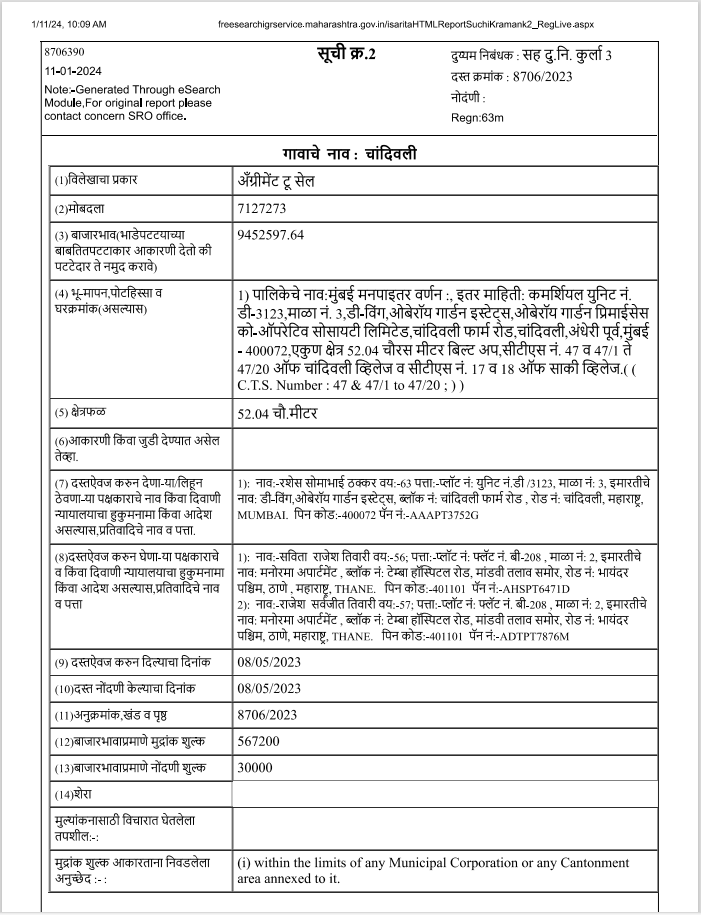 1/11/24, 10:09 AM freesearchigrservice.maharashtra.gov.in/isaritaHTMLReportSuchiKramank2_RegLive.aspx
8706390
11-01-2024
Note:-Generated Through eSearch
Module,For original report please
contact concern SRO office.
सूची क्र.2
दुय्यम निबंधक : सह दु.नि. कुर्ला 3
दस्त क्रमांक : 8706/2023
नोदंणी :
Regn:63m
गावाचे नाव : चांदिवली
(1)विलेखाचा प्रकार अँग्रीमेंट टू सेल
(2)मोबदला 7127273
(3) बाजारभाव(भाडेपटटयाच्या
बाबतितपटटाकार आकारणी देतो की
पटटेदार ते नमुद करावे)
9452597.64
(4) भू-मापन,पोटहिस्सा व
घरक्रमांक(असल्यास)
1) पालिकेचे नाव:मुंबई मनपाइतर वर्णन :, इतर माहिती: कमर्शियल युनिट नं.
डी-3123,माळा नं. 3,डी-विंग,ओबेरॉय गार्डन इस्टेट्स,ओबेरॉय गार्डन प्रिमाईसेस
को-ऑपरेटिव सोसायटी लिमिटेड,चांदिवली फार्म रोड,चांदिवली,अंधेरी पूर्व,मुंबई
- 400072,एकुण क्षेत्र 52.04 चौरस मीटर बिल्ट अप,सीटीएस नं. 47 व 47/1 ते
47/20 ऑफ चांदिवली व्हिलेज व सीटीएस नं. 17 व 18 ऑफ साकी व्हिलेज.( (
C.T.S. Number : 47 & 47/1 to 47/20 ; ) )
(5) क्षेत्रफळ 52.04 चौ.मीटर
(6)आकारणी किंवा जुडी देण्यात असेल
तेव्हा.
(7) दस्तऐवज करुन देणा-या/लिहून
ठेवणा-या पक्षकाराचे नाव किंवा दिवाणी
न्यायालयाचा हुकुमनामा किंवा आदेश
असल्यास,प्रतिवादिचे नाव व पत्ता.
1): नाव:-रशेस सोमाभाई ठक्कर वय:-63 पत्ता:-प्लॉट नं: युनिट नं.डी /3123, माळा नं: 3, इमारतीचे
नाव: डी-विंग,ओबेरॉय गार्डन इस्टेट्स, ब्लॉक नं: चांदिवली फार्म रोड , रोड नं: चांदिवली, महाराष्ट्र,
MUMBAI. पिन कोड:-400072 पॅन नं:-AAAPT3752G
(8)दस्तऐवज करुन घेणा-या पक्षकाराचे
व किंवा दिवाणी न्यायालयाचा हुकुमनामा
किंवा आदेश असल्यास,प्रतिवादिचे नाव
व पत्ता
1): नाव:-सविता राजेश तिवारी वय:-56; पत्ता:-प्लॉट नं: फ्लॅट नं. बी-208 , माळा नं: 2, इमारतीचे
नाव: मनोरमा अपार्टमेंट , ब्लॉक नं: टेम्बा हॉस्पिटल रोड, मांडवी तलाव समोर, रोड नं: भायंदर
पश्चिम, ठाणे , महाराष्ट्र, THANE. पिन कोड:-401101 पॅन नं:-AHSPT6471D
2): नाव:-राजेश सर्वजीत तिवारी वय:-57; पत्ता:-प्लॉट नं: फ्लॅट नं. बी-208 , माळा नं: 2, इमारतीचे
नाव: मनोरमा अपार्टमेंट , ब्लॉक नं: टेम्बा हॉस्पिटल रोड, मांडवी तलाव समोर, रोड नं: भायंदर
पश्चिम, ठाणे, महाराष्ट्र, THANE. पिन कोड:-401101 पॅन नं:-ADTPT7876M
(9) दस्तऐवज करुन दिल्याचा दिनांक 08/05/2023
(10)दस्त नोंदणी केल्याचा दिनांक 08/05/2023
(11)अनुक्रमांक,खंड व पृष्ठ 8706/2023
(12)बाजारभावाप्रमाणे मुद्रांक शुल्क 567200
(13)बाजारभावाप्रमाणे नोंदणी शुल्क 30000
(14)शेरा
मुल्यांकनासाठी विचारात घेतलेला
तपशील:-:
मुद्रांक शुल्क आकारताना निवडलेला
अनुच्छेद :- :
(i) within the limits of any Municipal Corporation or any Cantonment
area annexed to it.